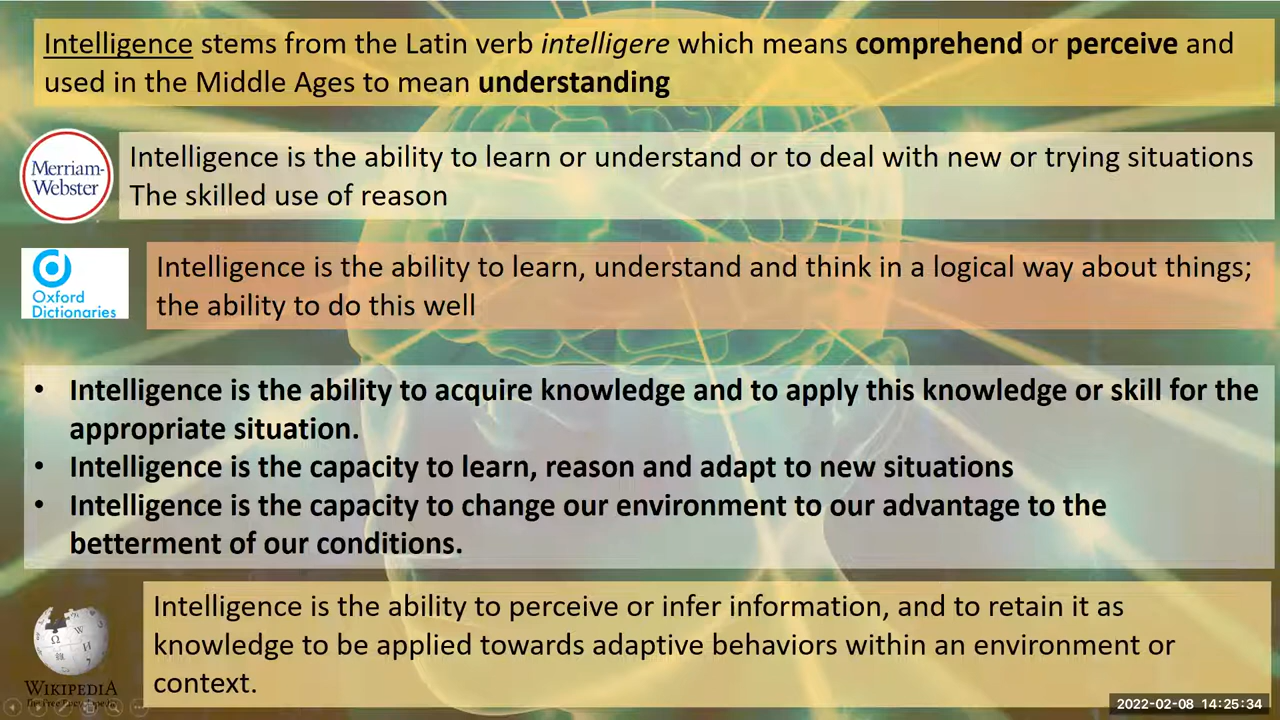 Intelligence stems from the Latin verb intelligere which means comprehend or perceive and
used in the Middle Ages to mean understanding
Merriam-
Webster
Intelligence is the ability to learn or understand or to deal with new or trying situations
The skilled use of reason
Oxford
Dictionaries
Intelligence is the ability to learn, understand and think in a logical way about things;
the ability to do this well
• Intelligence is the ability to acquire knowledge and to apply this knowledge or skill for the
appropriate situation.
• Intelligence is the capacity to learn, reason and adapt to new situations
• Intelligence is the capacity to change our environment to our advantage to the
betterment of our conditions.
Intelligence is the ability to perceive or infer information, and to retain it as
knowledge to be applied towards adaptive behaviors within an environment or
context.
WIKIPEDIA
The Free Encyclopedia
2022-02-08 14:25:34